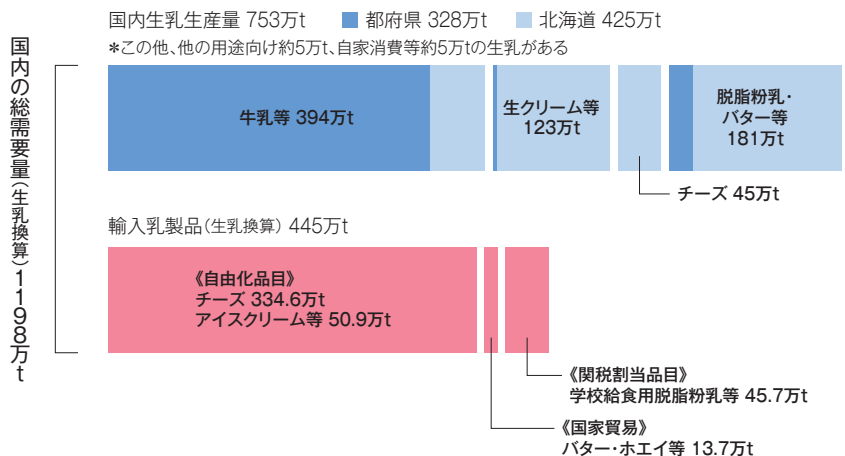 国内生乳生産量 753万t 都府県 328万t 北海道 425万t
*この他、他の用途向け約5万t、自家消費等約5万tの生乳がある
国内の総需要量(生乳換算)1198万t
牛乳等 394万t
生クリーム等
123万t
脱脂粉乳・
バター等
181万t
チーズ 45万t
輸入乳製品(生乳換算) 445万t
《自由化品目》
チーズ 334.6万t
アイスクリーム等 50.9万t
《関税割当品目》
学校給食用脱脂粉乳等 45.7万t
《国家貿易》
バター・ホエイ等 13.7万t